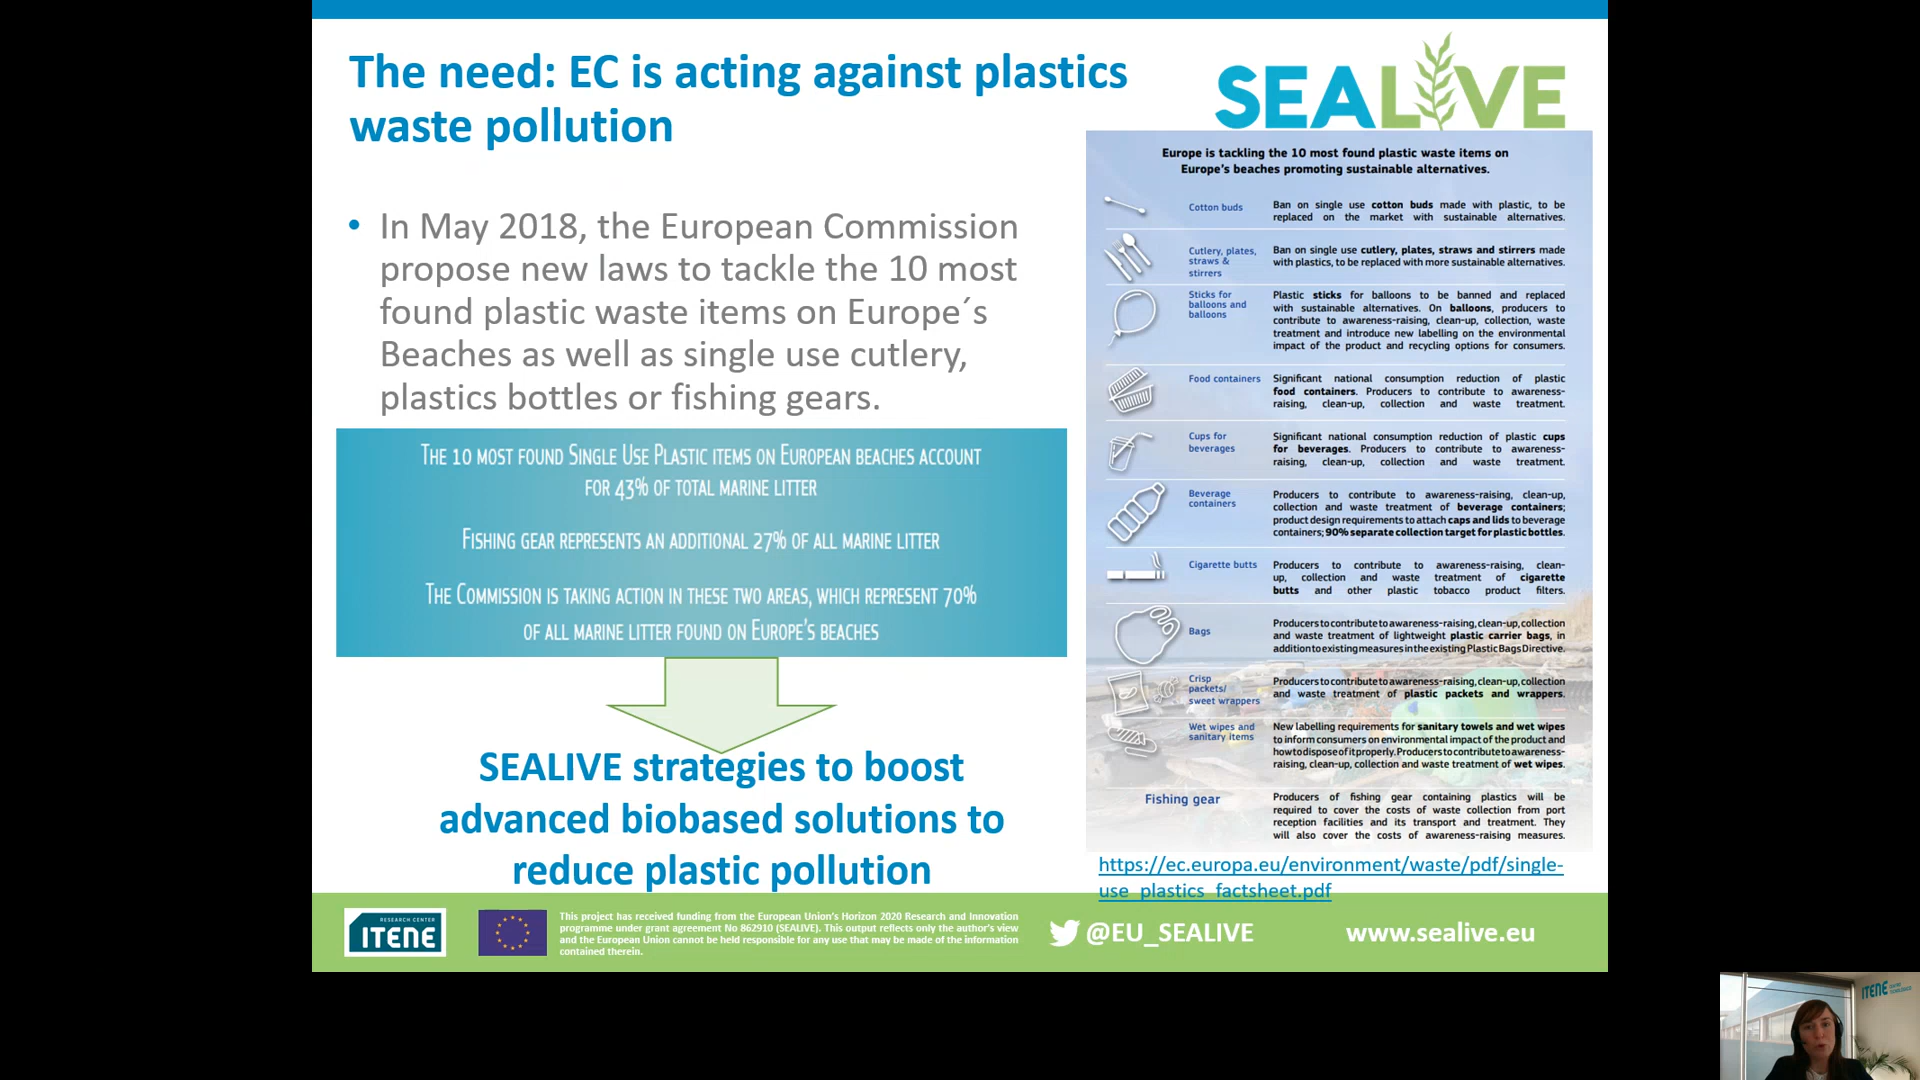 The need: EC is acting against plastics
waste pollution
SEALIVE
• In May 2018, the European Commission
propose new laws to tackle the 10 most
found plastic waste items on Europe´s
Beaches as well as single use cutlery,
plastics bottles or fishing gears.
THE 10 MOST FOUND SINGLE USE PLASTIC ITEMS ON EUROPEAN BEACHES ACCOUNT
FOR 43% OF TOTAL MARINE LITTER
FISHING GEAR REPRESENTS AN ADDITIONAL 27% OF ALL MARINE LITTER
THE COMMISSION IS TAKING ACTION IN THESE TWO AREAS, WHICH REPRESENT 70%
OF ALL MARINE LITTER FOUND ON EUROPE'S BEACHES
SEALIVE strategies to boost
advanced biobased solutions to
reduce plastic pollution
Europe is tackling the 10 most found plastic waste items on
Europe's beaches promoting sustainable alternatives.
Cotton buds
Ban on single use cotton buds made with plastic, to be
replaced on the market with sustainable alternatives.
Cutlery, plates,
straws &
stirrers
Ban on single use cutlery, plates, straws and stirrers made
with plastics, to be replaced with more sustainable alternatives.
Sticks for
balloons and
balloons
Plastic sticks for balloons to be banned and replaced
with sustainable alternatives. On balloons, producers to
contribute to awareness-raising, clean-up, collection, waste
treatment and introduce new labelling on the environmental
impact of the product and recycling options for consumers.
Food containers
Significant national consumption reduction of plastic
food containers. Producers to contribute to awareness-
raising, clean-up, collection and waste treatment.
Cups for
beverages
Significant national consumption reduction of plastic cups
for beverages. Producers to contribute to awareness-
raising, clean-up, collection and waste treatment.
Beverage
containers
Producers to contribute to awareness-raising, clean-up,
collection and waste treatment of beverage containers;
product design requirements to attach caps and lids to beverage
containers; 90% separate collection target for plastic bottles.
Cigarette butts
Producers to contribute to awareness-raising, clean-
up, collection and waste treatment of cigarette
butts and other plastic tobacco product filters.
Bags
Producers to contribute to awareness-raising, clean-up, collection
and waste treatment of lightweight plastic carrier bags, in
addition to existing measures in the existing Plastic Bags Directive.
Crisp
packets/
sweet wrappers
Producers to contribute to awareness-raising, clean-up, collection
and waste treatment of plastic packets and wrappers.
Wet wipes and
sanitary items
New labelling requirements for sanitary towels and wet wipes
to inform consumers on environmental impact of the product and
how to dispose of it properly. Producers to contribute to awareness-
raising, clean-up, collection and waste treatment of wet wipes.
Fishing gear
Producers of fishing gear containing plastics will be
required to cover the costs of waste collection from port
reception facilities and its transport and treatment. They
will also cover the costs of awareness-raising measures.
https://ec.europa.eu/environment/waste/pdf/single-
use_plastics_factsheet.pdf
RESEARCH CENTER
ITENE
This project has received funding from the European Union's Horizon 2020 Research and Innovation
programme under grant agreement No 862910 (SEALIVE). This output reflects only the author's view
and the European Union cannot be held responsible for any use that may be made of the information
contained therein.
@EU_SEALIVE
www.sealive.eu
ITENE